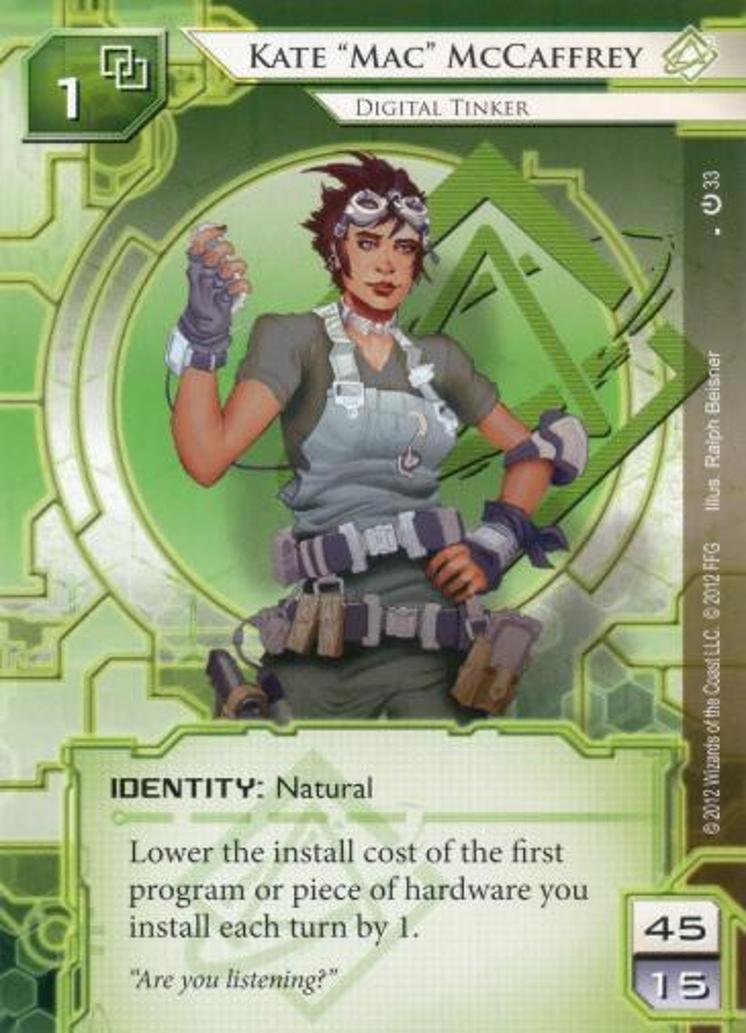 1
KATE “MAC” MCCAFFREY
DIGITAL TINKER
33
Illus. Ralph Beisner
© 2012 Wizards of the Coast LLC. © 2012 FFG
IDENTITY: Natural
Lower the install cost of the first
program or piece of hardware you
install each turn by 1.
“Are you listening?”
45
15